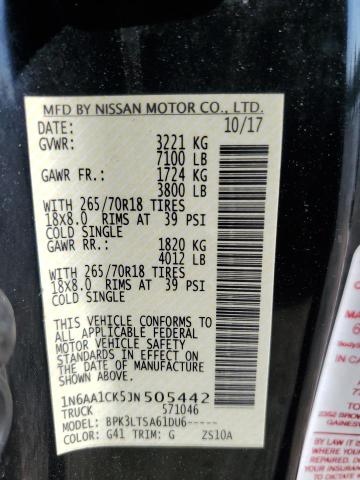 MFD BY NISSAN MOTOR CO., LTD.
DATE: 10/17
GVWR: 3221 KG
7100 LB
GAWR FR.: 1724 KG
3800 LB
WITH 265/70R18 TIRES
18X8.0 RIMS AT 39 PSI
COLD SINGLE
GAWR RR.: 1820 KG
4012 LB
WITH 265/70R18 TIRES
18X8.0 RIMS AT 39 PSI
COLD SINGLE
THIS VEHICLE CONFORMS TO
ALL APPLICABLE FEDERAL
MOTOR VEHICLE SAFETY
STANDARDS IN EFFECT ON
THE DATE OF MANUFACTURE
SHOWN ABOVE.
1N6AA1CK5JN505442
TRUCK 571046
MODEL: BPK3LTSA61DU6-----
COLOR: G41 TRIM: G ZS10A